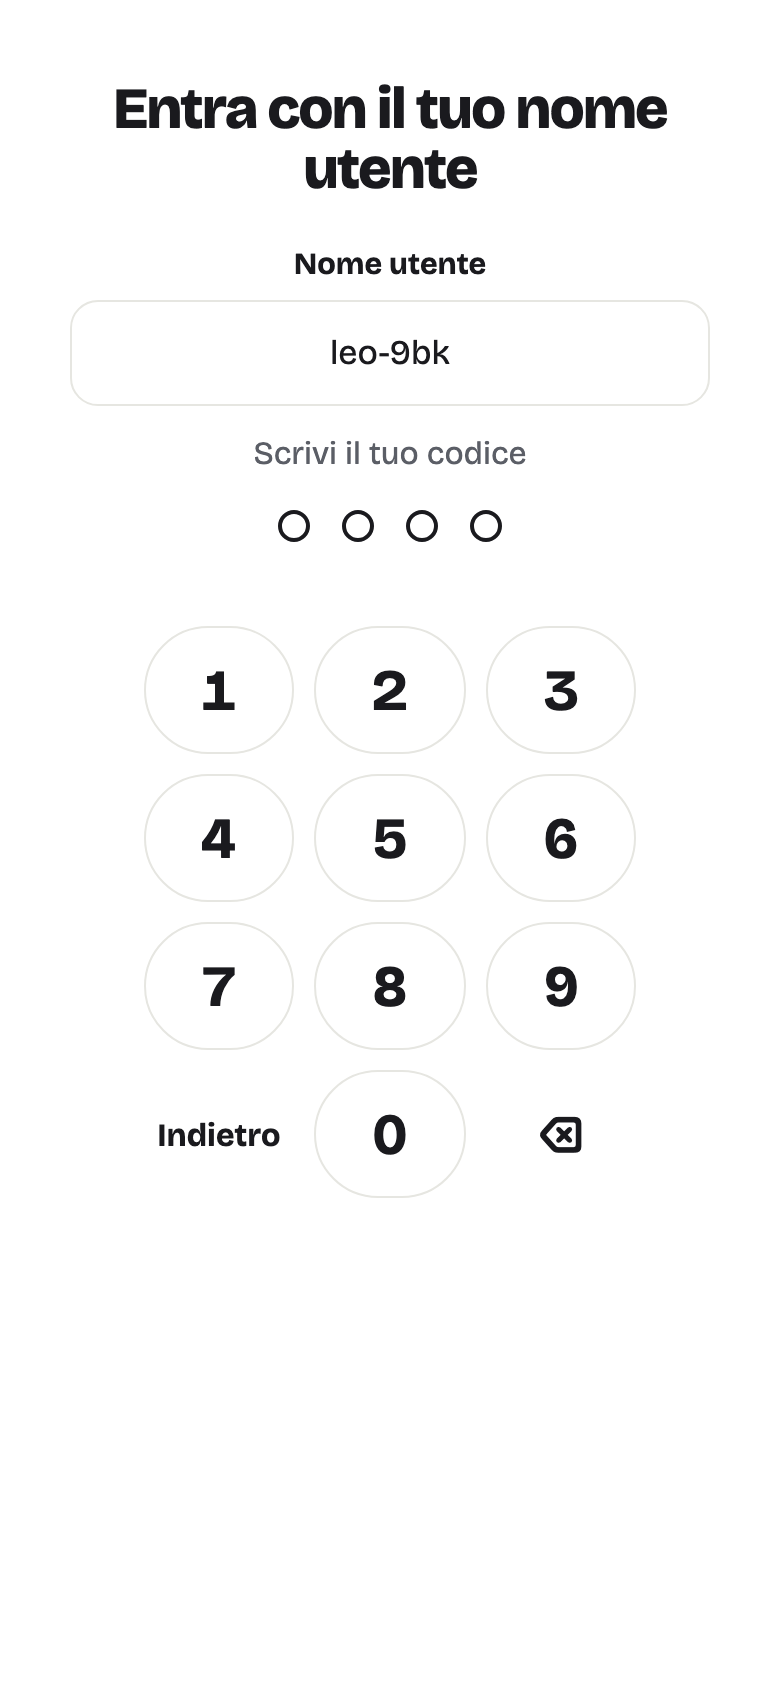 Entra con il tuo nome
utente
Nome utente
leo-9bk
Scrivi il tuo codice
1 2 3
4 5 6
7 8 9
Indietro 0